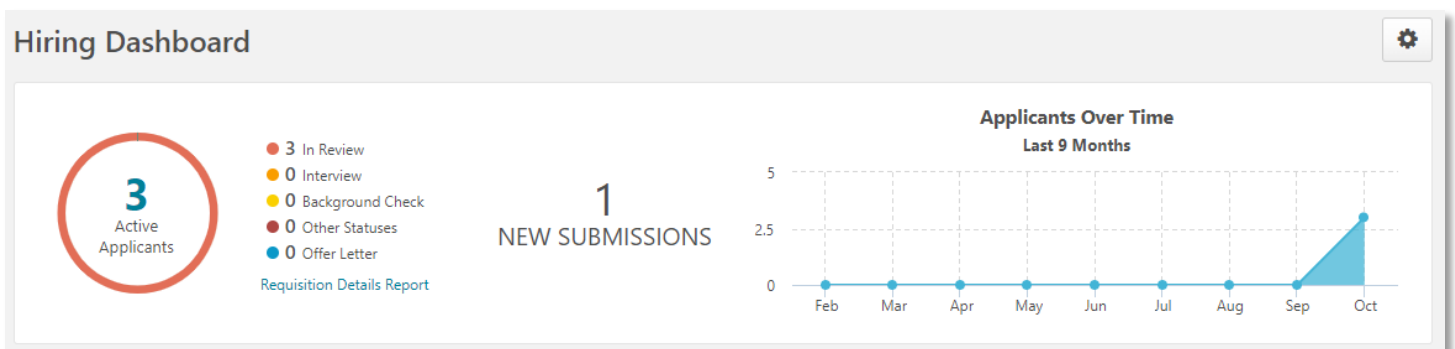 Hiring Dashboard
3
Active
Applicants
3 In Review
0 Interview
0 Background Check
0 Other Statuses
0 Offer Letter
Requisition Details Report
1
NEW SUBMISSIONS
Applicants Over Time
Last 9 Months
5
2.5
0
Feb Mar Apr May Jun Jul Aug Sep Oct